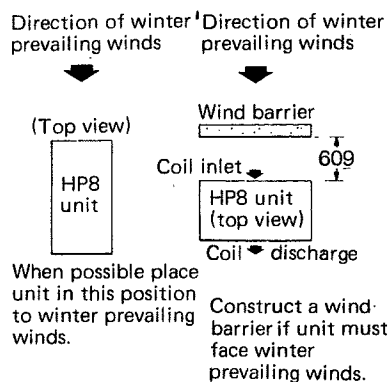 Direction of winter
prevailing winds
(Top view)
HP8
unit
When possible place
unit in this position
to winter prevailing
winds.
Direction of winter
prevailing winds
Wind barrier
609
Coil inlet
HP8 unit
(top view)
Coil discharge
Construct a wind
barrier if unit must
face winter
prevailing winds.